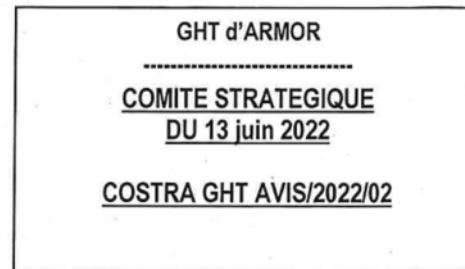 GHT d'ARMOR
-------------------------------
COMITE STRATEGIQUE
DU 13 juin 2022
COSTRA GHT AVIS/2022/02